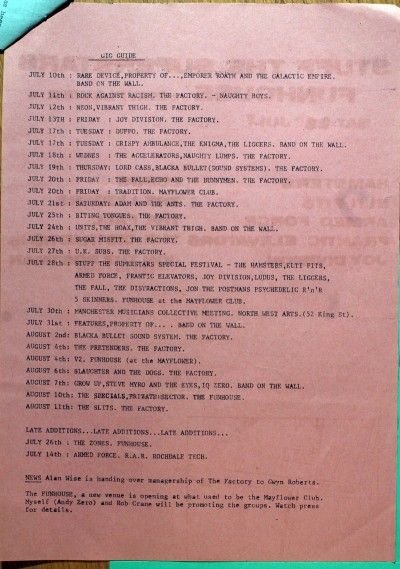 GIG GUIDE
JULY 10th : RARE DEVICE,PROPERTY OF...,EMPORER ROATH AND THE GALACTIC EMPIRE.
BAND ON THE WALL.
JULY 11th : ROCK AGAINST RACISM. THE FACTORY. - NAUGHTY BOYS.
JULY 12th : NEON,VIBRANT THIGH. THE FACTORY.
JULY 13TH : FRIDAY : JOY DIVISION. THE FACTORY.
JULY 17th : TUESDAY : DUFFO. THE FACTORY.
JULY 17th : TUESDAY : CRISPY AMBULANCE,THE ENIGMA,THE LIGGERS. BAND ON THE WALL.
JULY 18th : WEDNES : THE ACCELERATORS,NAUGHTY LUMPS. THE FACTORY.
JULY 19th : THURSDAY: LORD CASS,BLACKA BULLET(SOUND SYSTEMS). THE FACTORY.
JULY 20th : FRIDAY : THE FALL,ECHO AND THE BUNNYMEN. THE FACTORY.
JULY 20th : FRIDAY : TRADITION. MAYFLOWER CLUB.
JULY 21st : SATURDAY: ADAM AND THE ANTS. THE FACTORY.
JULY 25th : BITING TONGUES. THE FACTORY.
JULY 24th : UNITS,THE HOAX,THE VIBRANT THIGH. BAND ON THE WALL.
JULY 26th : SUGAR MISFIT. THE FACTORY.
JULY 27th : U.K. SUBS. THE FACTORY.
JULY 28th : STUFF THE SUPERSTARS SPECIAL FESTIVAL - THE HAMSTERS,ELTI FITS,
ARMED FORCE, FRANTIC ELEVATORS, JOY DIVISION,LUDUS, THE LIGGERS,
THE FALL, THE DISTRACTIONS, JON THE POSTMANS PSYCHEDELIC R'n'R
5 SKINNERS. FUNHOUSE at the MAYFLOWER CLUB.
JULY 30th : MANCHESTER MUSICIANS COLLECTIVE MEETING. NORTH WEST ARTS.(52 King St).
JULY 31st : FEATURES,PROPERTY OF... . BAND ON THE WALL.
AUGUST 2nd: BLACKA BULLET SOUND SYSTEM. THE FACTORY.
AUGUST 4th: THE PRETENDERS. THE FACTORY.
AUGUST 4th: V2. FUNHOUSE (at the MAYFLOWER).
AUGUST 6th: SLAUGHTER AND THE DOGS. THE FACTORY.
AUGUST 7th: GROW UP,STEVE MYRO AND THE EYES,IQ ZERO. BAND ON THE WALL.
AUGUST 10th: THE SPECIALS,PRIVATE SECTOR. THE FUNHOUSE.
AUGUST 11th: THE SLITS. THE FACTORY.
LATE ADDITIONS...LATE ADDITIONS...LATE ADDITIONS...
JULY 26th : THE ZONES. FUNHOUSE.
JULY 14th : ARMED FORCE. R.A.R. ROCHDALE TECH.
NEWS Alan Wise is handing over managership of The Factory to Gwyn Roberts.
The FUNHOUSE, a new venue is opening at what used to be the Mayflower Club.
Myself (Andy Zero) and Rob Crane will be promoting the groups. Watch press
for details.